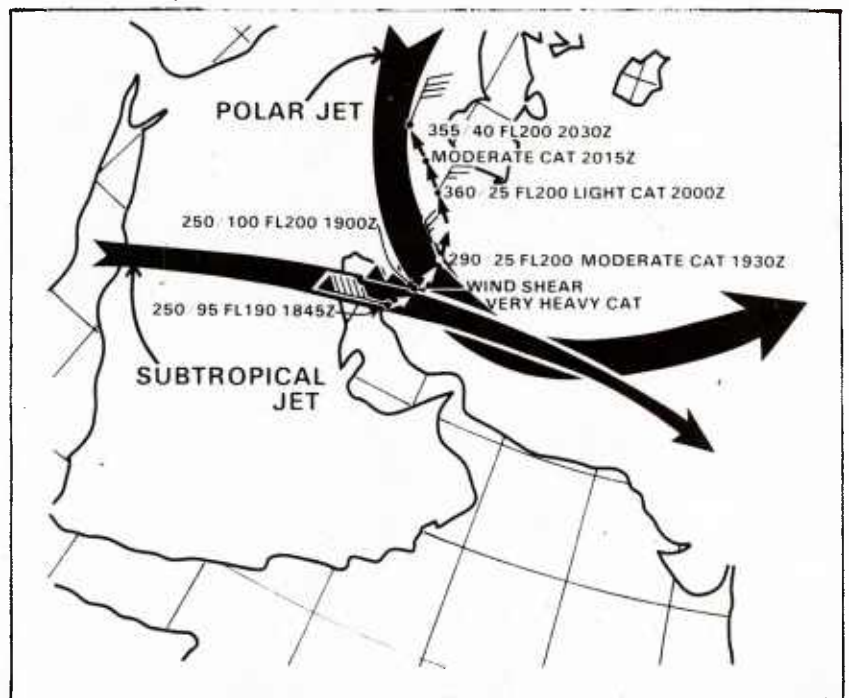 POLAR JET
355/40 FL200 2030Z
MODERATE CAT 2015Z
360/25 FL200 LIGHT CAT 2000Z
250/100 FL200 1900Z
290 25 FL200 MODERATE CAT 1930Z
WIND SHEAR
VERY HEAVY CAT
250/95 FL190 1845Z
SUBTROPICAL
JET